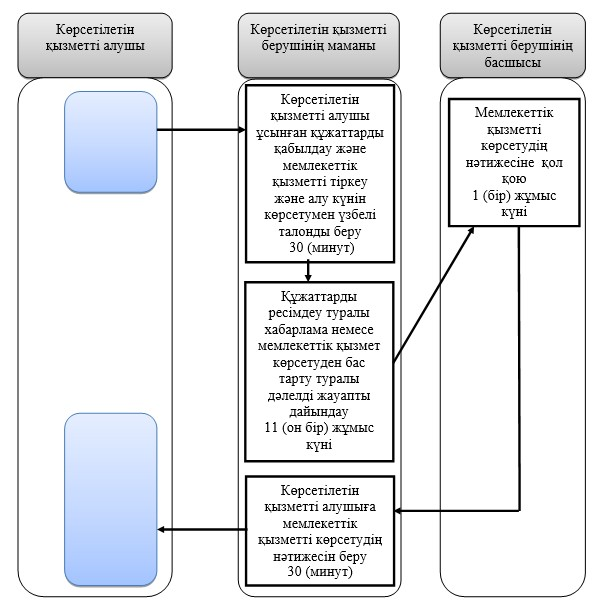 Көрсетілетін
қызметті алушы
Көрсетілетін қызметті
берушінің маманы
Көрсетілетін
қызметті берушінің
басшысы
Көрсетілетін
қызметті алушы
ұсынған құжаттарды
қабылдау және
мемлекеттік
қызметті тіркеу
және алу күнін
көрсетумен үзбелі
талонды беру
30 (минут)
Мемлекеттік
қызметті
көрсетудің
нәтижесіне қол
қою
1 (бір) жұмыс
күні
Құжаттарды
ресімдеу туралы
хабарлама немесе
мемлекеттік қызмет
көрсетуден бас
тарту туралы
дәлелді жауапты
дайындау
11 (он бір) жұмыс
күні
Көрсетілетін
қызметті алушыға
мемлекеттік
қызметті көрсетудің
нәтижесін беру
30 (минут)